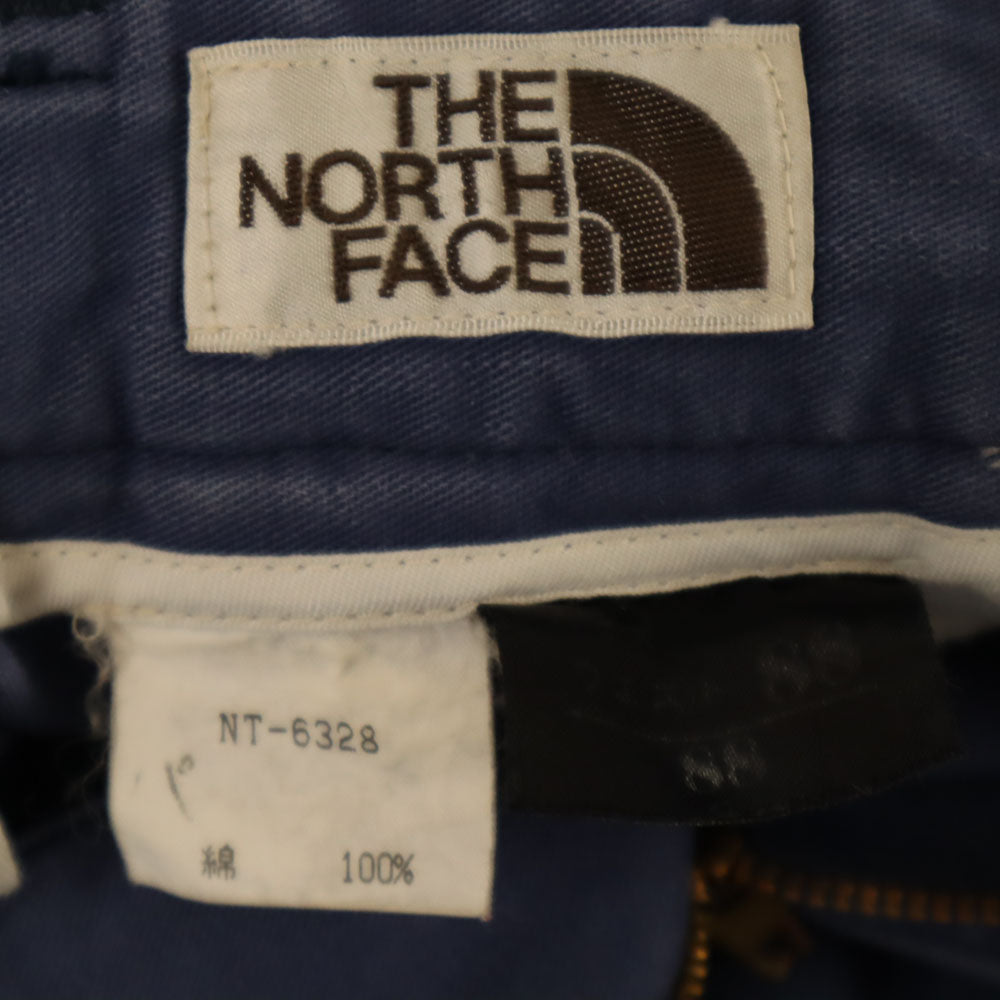 THE
NORTH
FACE
NT-6328
綿 100%